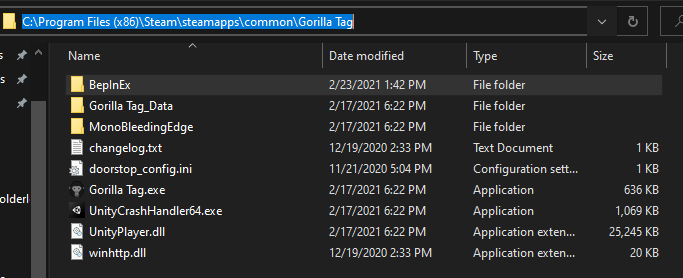 C:\Program Files (x86)\Steam\steamapps\common\Gorilla Tag
Name Date modified Type Size
BepInEx 2/23/2021 1:42 PM File folder
Gorilla Tag_Data 2/17/2021 6:22 PM File folder
MonoBleedingEdge 2/17/2021 6:22 PM File folder
changelog.txt 12/19/2020 2:33 PM Text Document 1 KB
doorstop_config.ini 11/21/2020 5:04 PM Configuration sett... 1 KB
Gorilla Tag.exe 2/17/2021 6:22 PM Application 636 KB
UnityCrashHandler64.exe 2/17/2021 6:22 PM Application 1,069 KB
UnityPlayer.dll 2/17/2021 6:22 PM Application exten... 25,245 KB
winhttp.dll 12/19/2020 2:33 PM Application exten... 20 KB